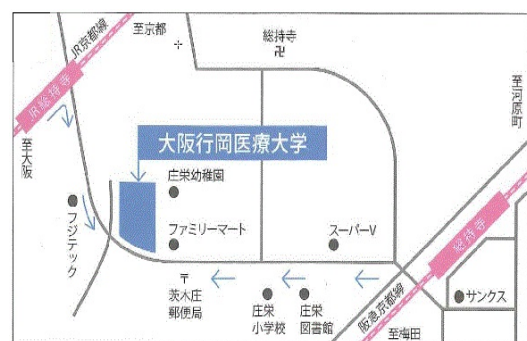 JR京都線
至京都
総持寺
卍
JR総持寺
至河原町
至大阪
大阪行岡医療大学
庄栄幼稚園
フジテック
ファミリーマート
スーパーV
総持寺
〒
茨木庄
郵便局
庄栄
小学校
庄栄
図書館
阪急京都線
サンクス
至梅田